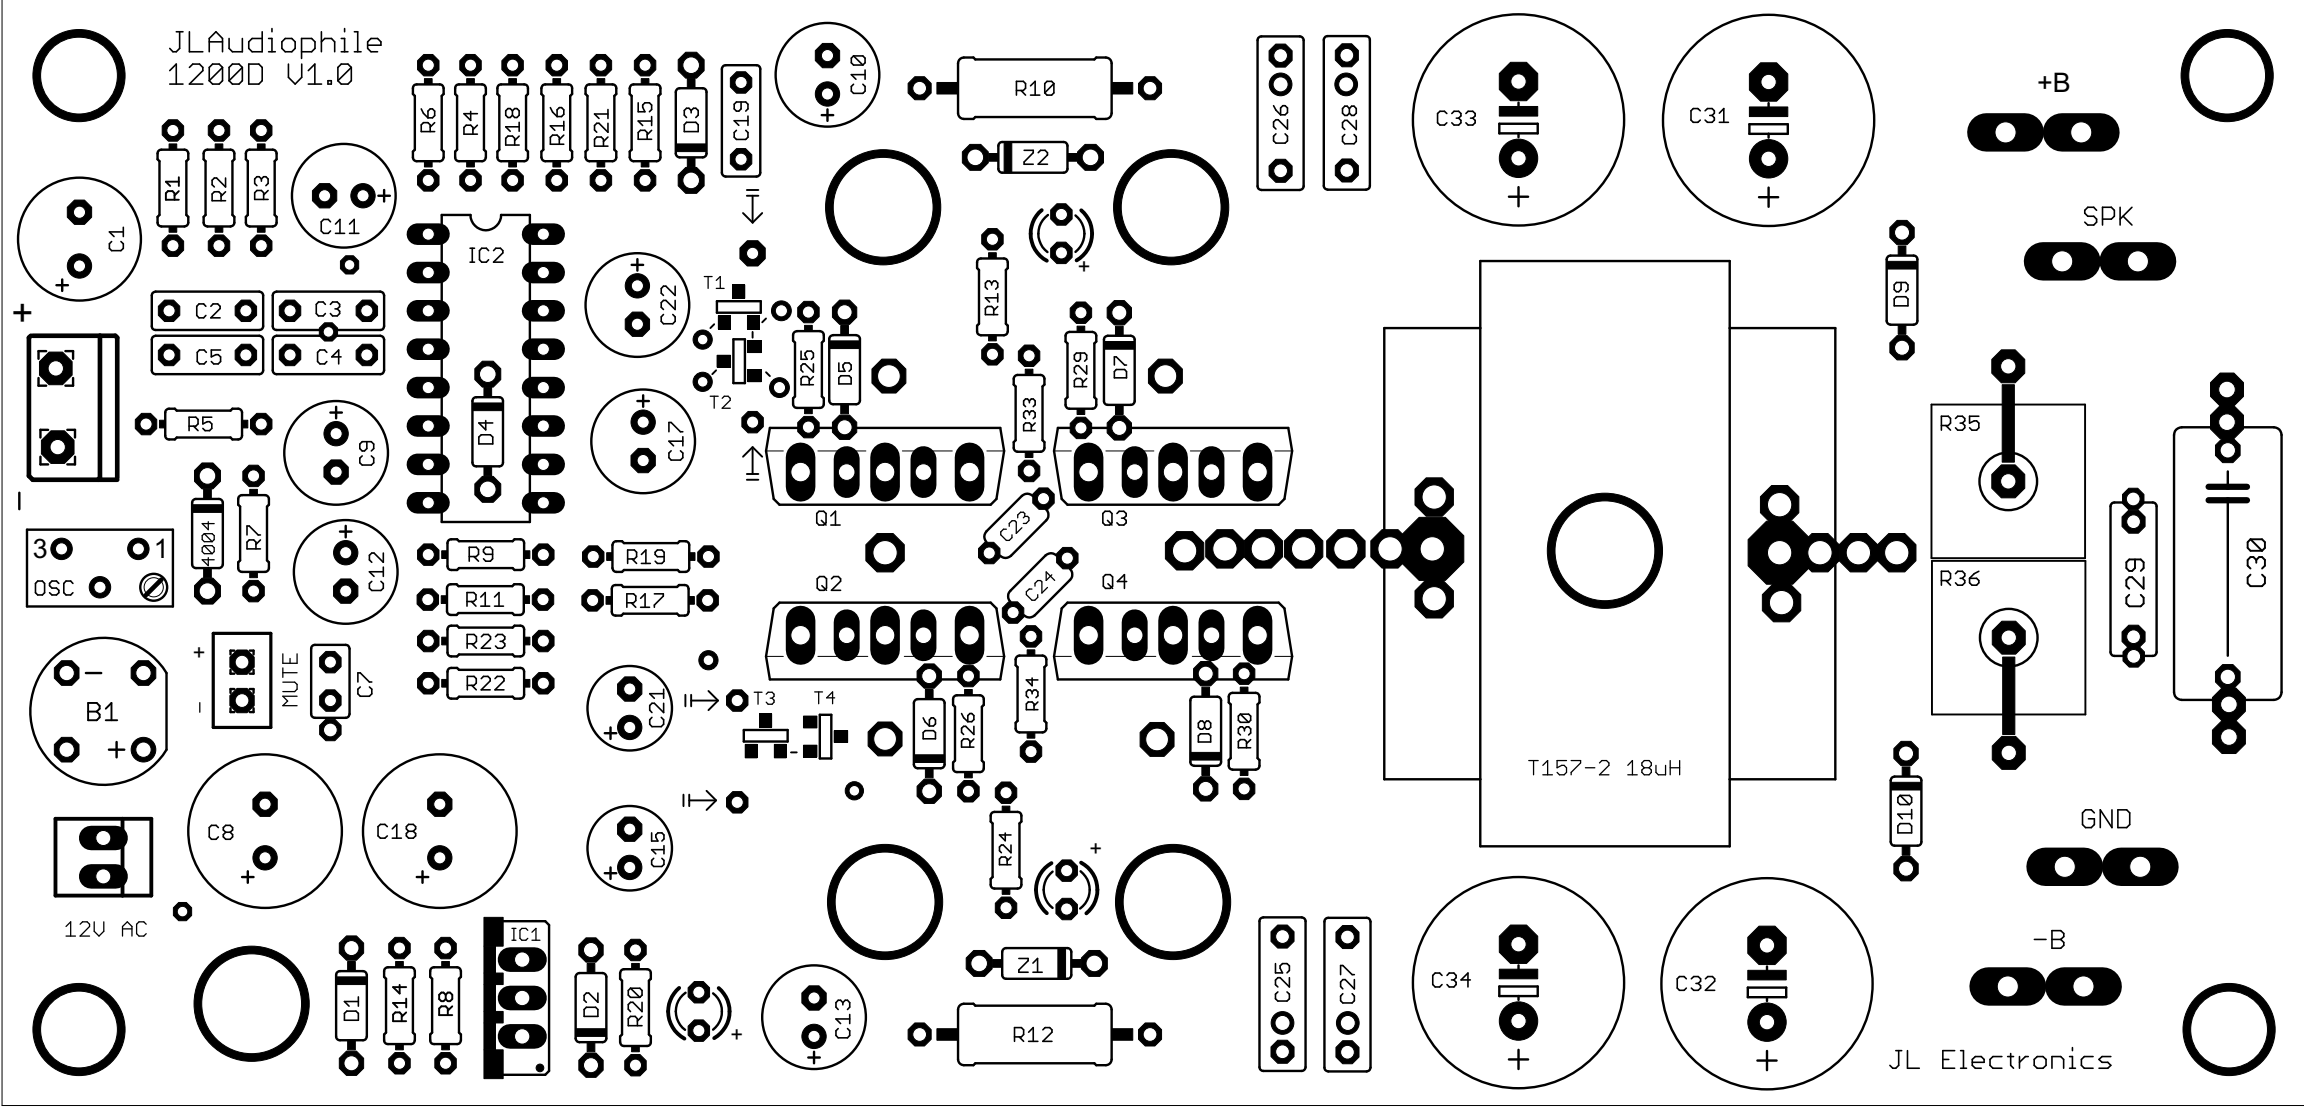 JLAudiophile
1200D V1.0
R6
R4
R18
R16
R21
R15
D3
C19
C10
+
R10
C26
C28
C33
+
C31
+
+B
R1
R2
R3
C11
+
Z2
C1
+
SPK
IC2
+
C22
T1
R13
+
D9
+
C2
C3
C5
C4
T2
R25
D5
R29
D7
R33
R35
R5
+
C9
D4
+
C17
-
4004
R7
Q1
C23
Q3
3
1
OSC
+
C12
R9
R19
R11
R17
R23
R22
Q2
C24
Q4
R36
C29
C30
+
-
MUTE
C7
-
B1
+
C21
+
T3
T4
-
D6
R26
R34
D8
R30
T157-2 18uH
C8
+
C18
+
C15
+
R24
+
D10
GND
12V AC
IC1
-B
D1
R14
R8
D2
R20
+
C13
+
Z1
R12
C25
C27
C34
+
C32
+
JL Electronics